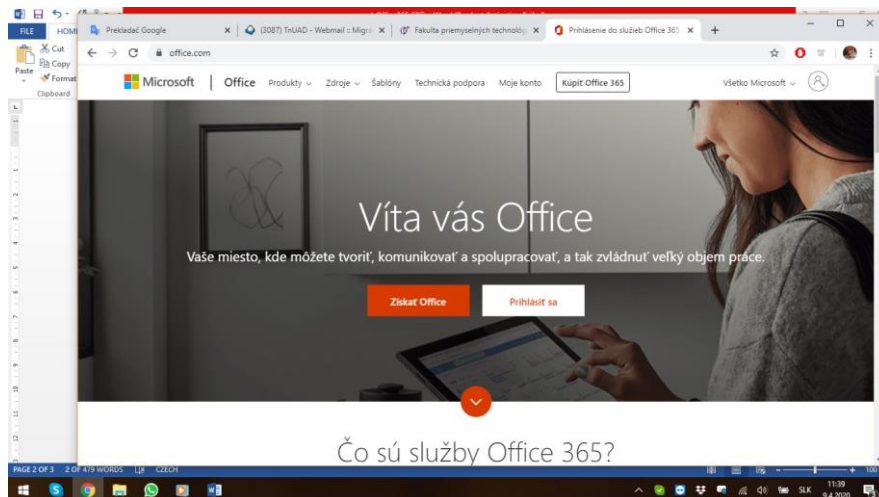 FILE
HOM
Cut
Copy
Format
Paste
Clipboard
Prekladač Google
(3087) TnUAD - Webmail :: Migr
Fakulta priemyselných technológ
Prihlásenie do služieb Office 365
office.com
Microsoft | Office Produkty Zdroje Šablóny Technická podpora Moje konto Kúpiť Office 365 Všetko Microsoft
Víta vás Office
Vaše miesto, kde môžete tvoriť, komunikovať a spolupracovať, a tak zvládnuť veľký objem práce.
Získať Office Prihlásiť sa
Čo sú služby Office 365?
PAGE 2 OF 3 2 OF 479 WORDS CZECH
100
SLK
11:39
9.4.2020